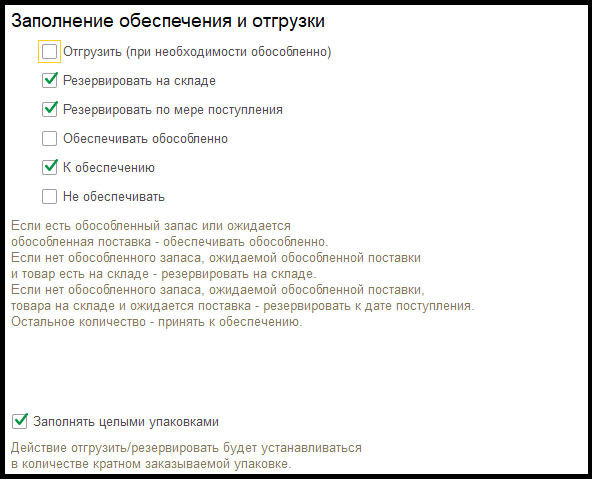 Заполнение обеспечения и отгрузки
Отгрузить (при необходимости обособленно)
Резервировать на складе
Резервировать по мере поступления
Обеспечивать обособленно
К обеспечению
Не обеспечивать
Если есть обособленный запас или ожидается
обособленная поставка - обеспечивать обособленно.
Если нет обособленного запаса, ожидаемой обособленной поставки
и товар есть на складе - резервировать на складе.
Если нет обособленного запаса, ожидаемой обособленной поставки,
товара на складе и ожидается поставка - резервировать к дате поступления.
Остальное количество - принять к обеспечению.
Заполнять целыми упаковками
Действие отгрузить/резервировать будет устанавливаться
в количестве кратном заказываемой упаковке.